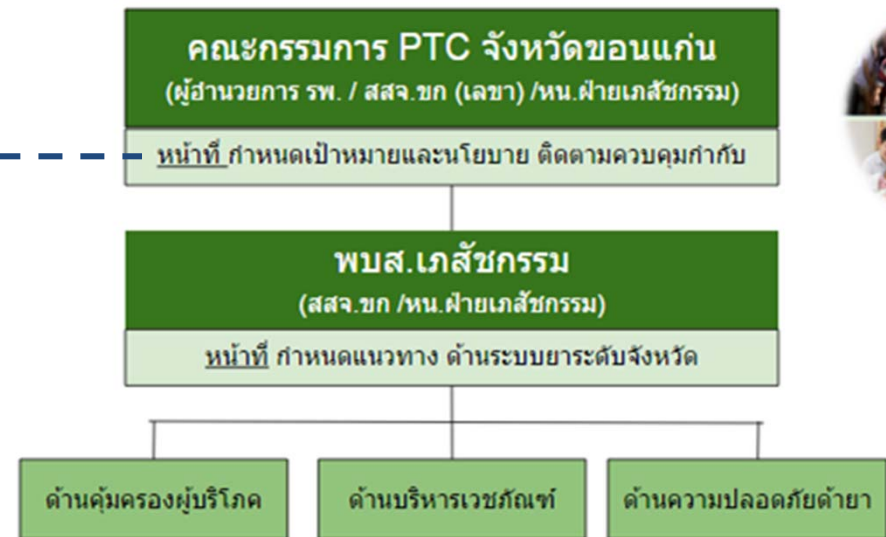 คณะกรรมการ PTC จังหวัดขอนแก่น
(ผู้อำนวยการ รพ. / สสจ.ขก (เลขา) /หน.ฝ่ายเภสัชกรรม)
หน้าที่ กำหนดเป้าหมายและนโยบาย ติดตามควบคุมกำกับ
พบส.เภสัชกรรม
(สสจ.ขก /หน.ฝ่ายเภสัชกรรม)
หน้าที่ กำหนดแนวทาง ด้านระบบยาระดับจังหวัด
ด้านคุ้มครองผู้บริโภค
ด้านบริหารเวชภัณฑ์
ด้านความปลอดภัยด้ายา